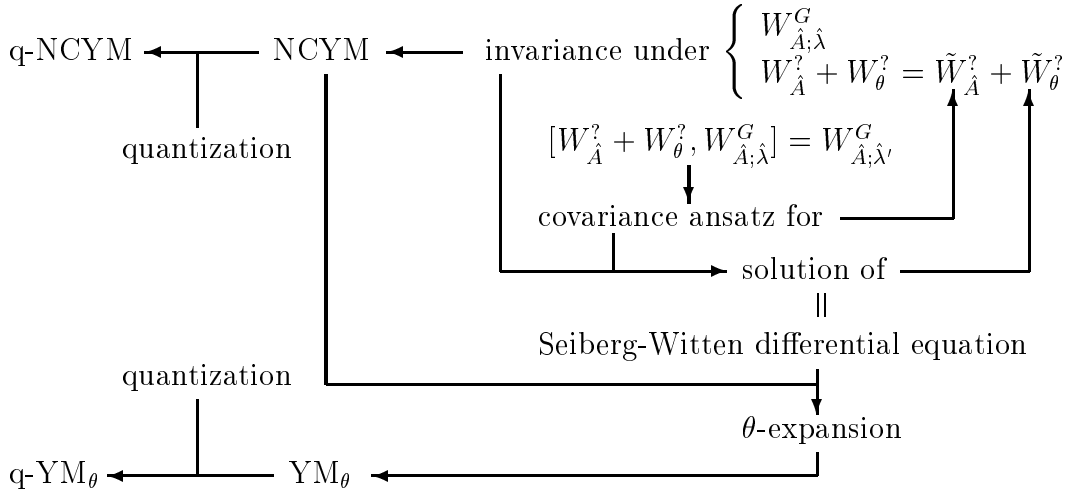 q-NCYM NCYM invariance under { W^G_{Â;λ̂}
W^?_Â + W^?_θ = W̃^?_Â + W̃^?_θ
quantization
[W^?_Â + W^?_θ, W^G_{Â;λ̂}] = W^G_{Â;λ̂′}
covariance ansatz for
solution of
||
Seiberg-Witten differential equation
quantization
θ-expansion
q-YM_θ YM_θ